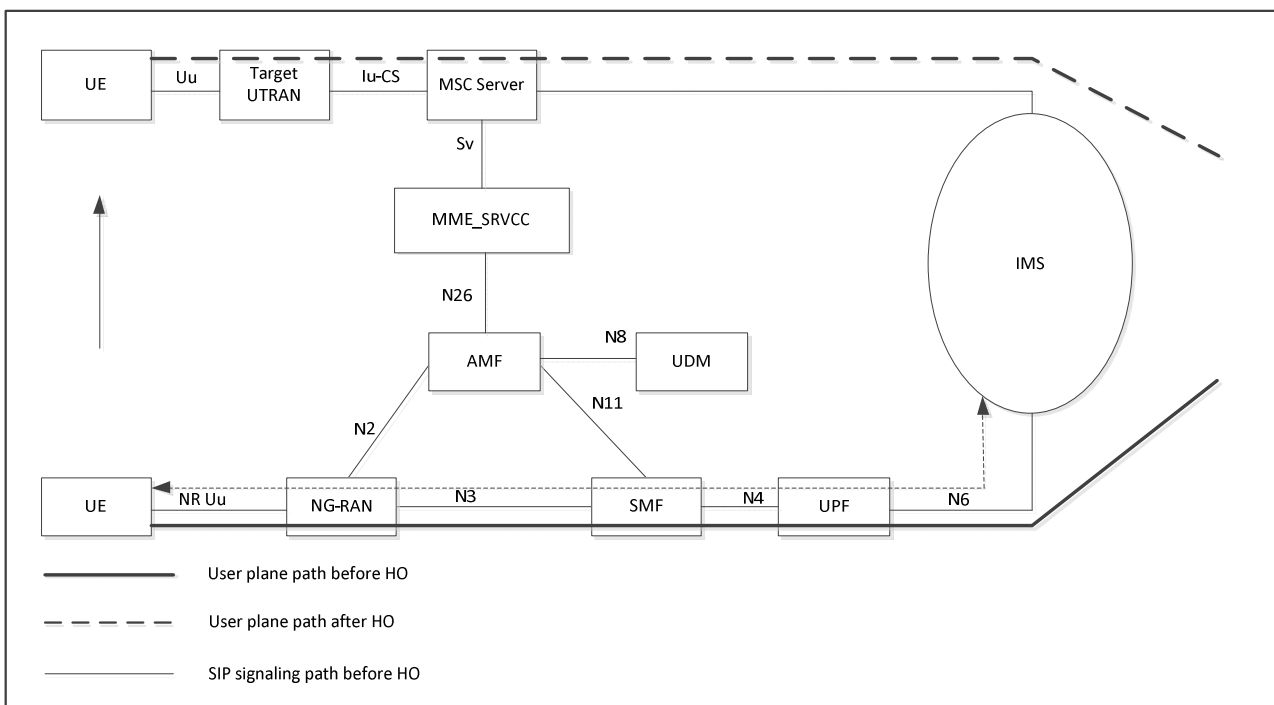 UE
Uu
Target
UTRAN
Iu-CS
MSC Server
Sv
MME_SRVCC
IMS
N26
AMF
N8
UDM
N11
N2
UE
NR Uu
NG-RAN
N3
SMF
N4
UPF
N6
User plane path before HO
User plane path after HO
SIP signaling path before HO